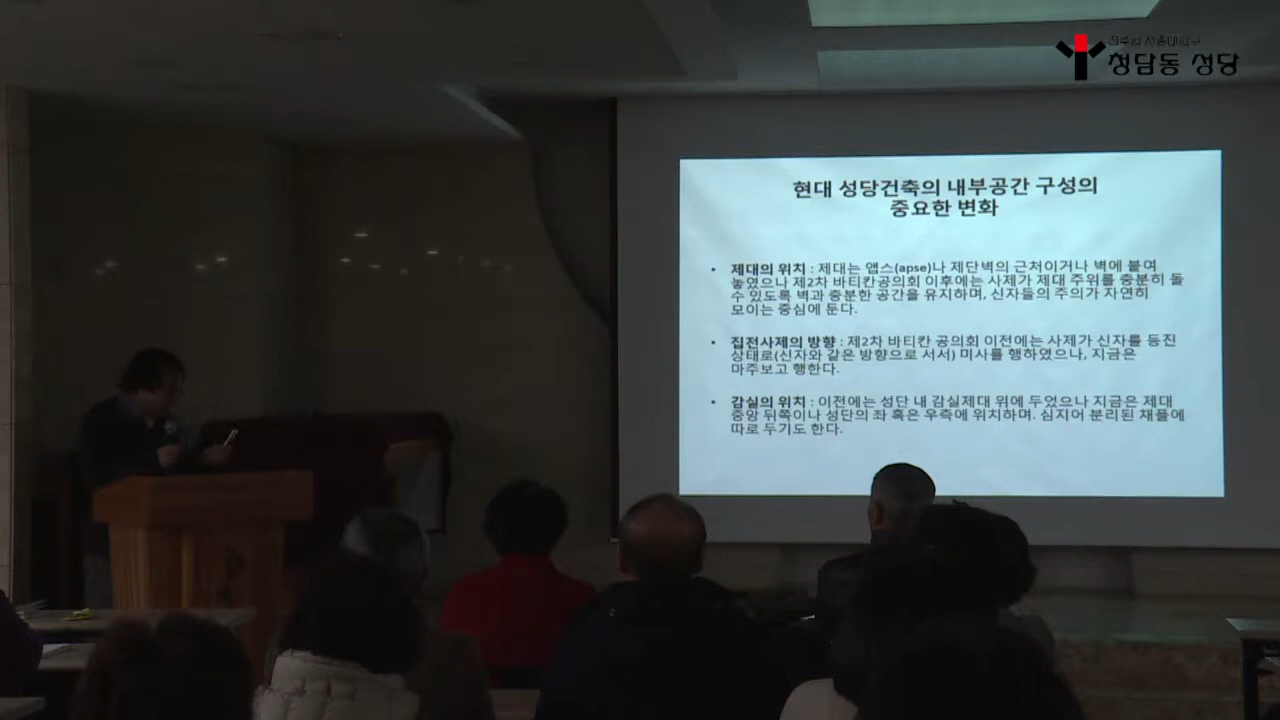 청담동 성당
현대 성당건축의 내부공간 구성의
중요한 변화
• 제대의 위치 : 제대는 앱스(apse)나 제단벽의 근처이거나 벽에 붙여
놓였으나 제2차 바티칸공의회 이후에는 사제가 제대 주위를 충분히 돌
수 있도록 벽과 충분한 공간을 유지하며, 신자들의 주의가 자연히
모이는 중심에 둔다.
• 집전사제의 방향 : 제2차 바티칸 공의회 이전에는 사제가 신자를 등진
상태로(신자와 같은 방향으로 서서) 미사를 행하였으나, 지금은
마주보고 행한다.
• 감실의 위치 : 이전에는 성단 내 감실제대 위에 두었으나 지금은 제대
중앙 뒤쪽이나 성단의 좌 혹은 우측에 위치하며. 심지어 분리된 채플에
따로 두기도 한다.